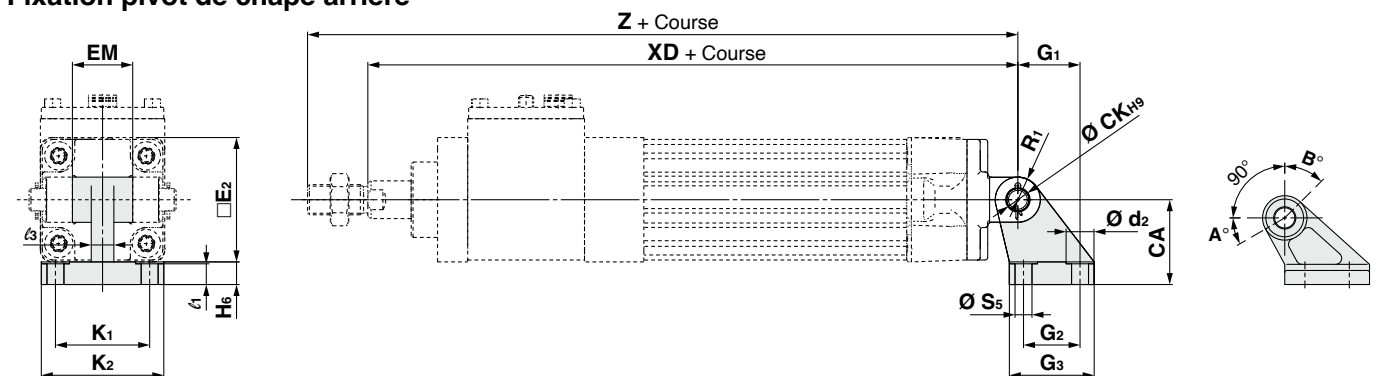 Fixation pivot de chape arrière
Z + Course
XD + Course
G1
EM
R1
Ø CKH9
□E2
ℓ3
Ø d2
CA
90°
B°
A°
ℓ1
H6
Ø S5
K1
G2
K2
G3